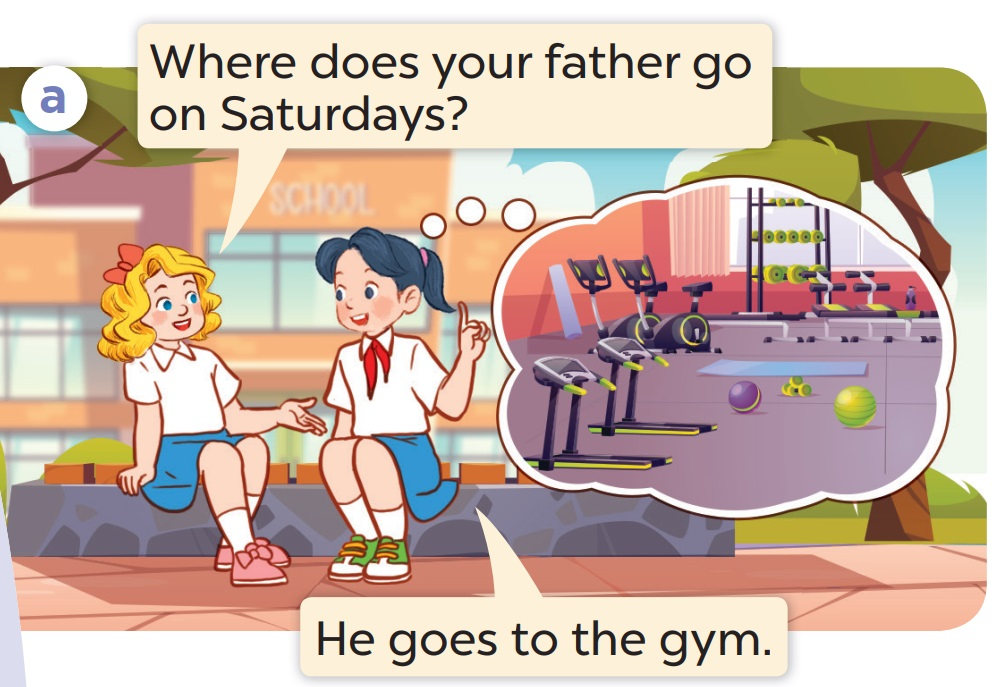 a
Where does your father go
on Saturdays?
SCHOOL
He goes to the gym.